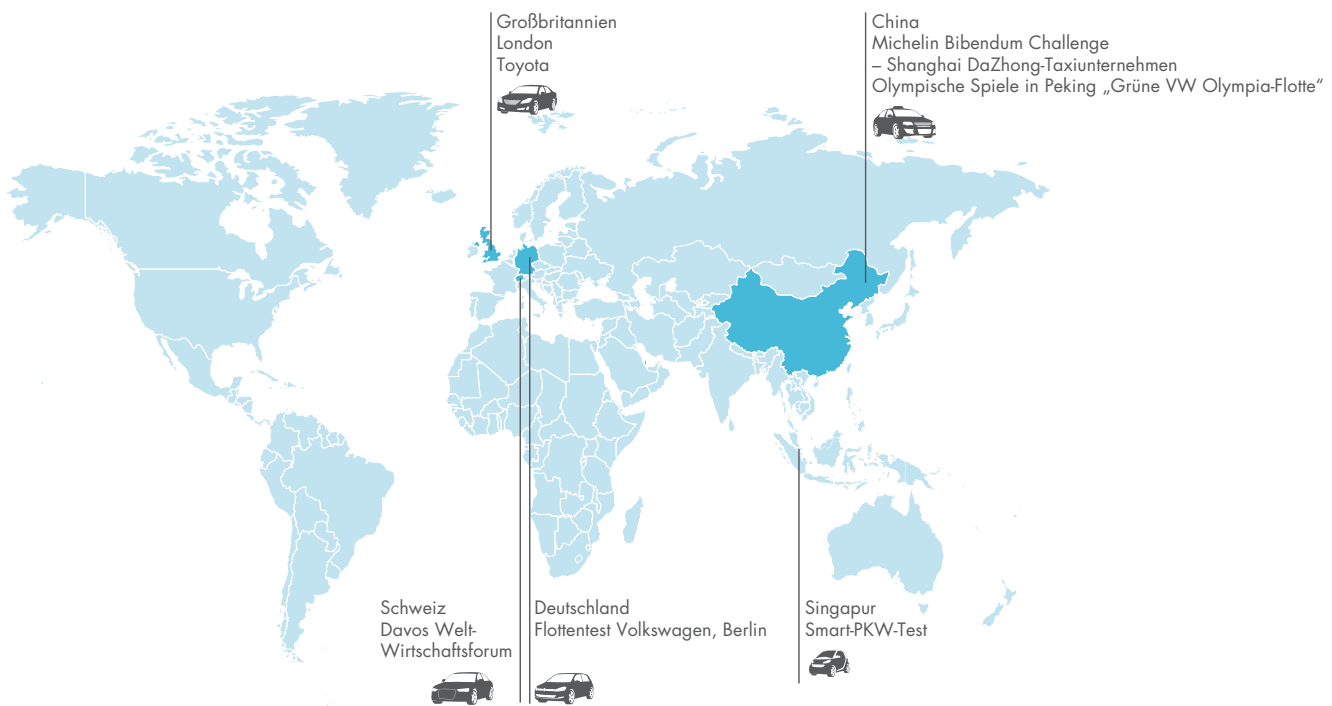 Großbritannien
London
Toyota
China
Michelin Bibendum Challenge
– Shanghai DaZhong-Taxiunternehmen
Olympische Spiele in Peking „Grüne VW Olympia-Flotte“
Schweiz
Davos Welt-
Wirtschaftsforum
Deutschland
Flottentest Volkswagen, Berlin
Singapur
Smart-PKW-Test